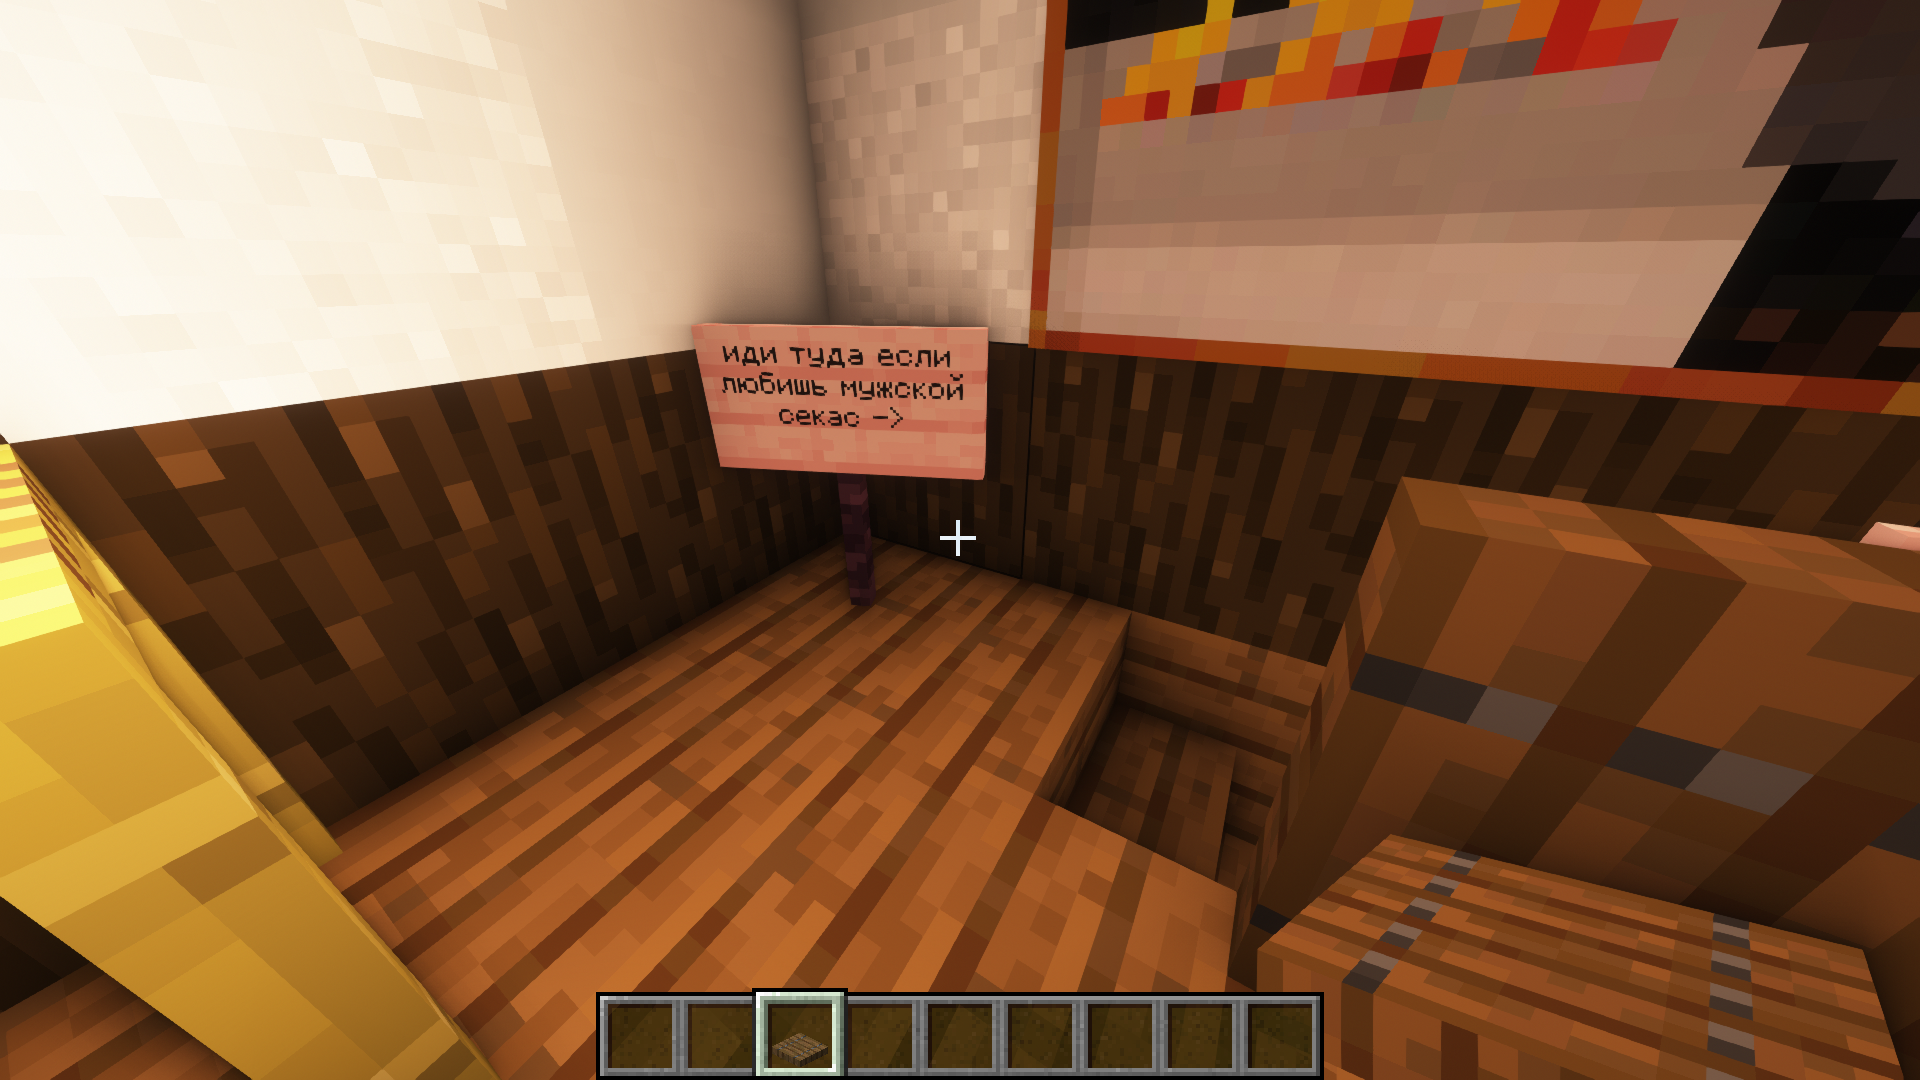 иди туда если
любишь мужской
секас ->